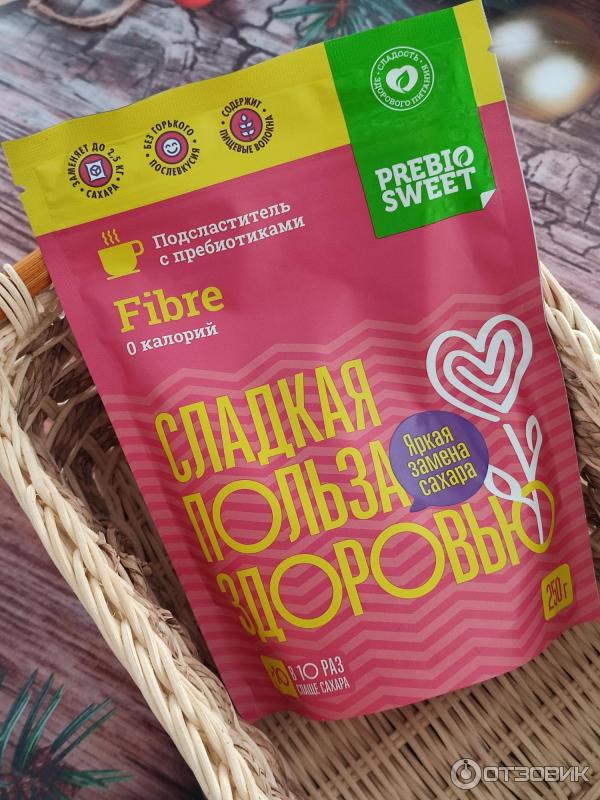 СЛАДОСТЬ
ЗДОРОВОГО ПИТАНИЯ
ЗАМЕНЯЕТ ДО 2,5 КГ
САХАРА
БЕЗ ГОРЬКОГО
ПОСЛЕВКУСИЯ
СОДЕРЖИТ
ПИЩЕВЫЕ ВОЛОКНА
PREBIO
SWEET
Подсластитель
с пребиотиками
Fibre
0 калорий
СЛАДКАЯ
ПОЛЬЗА
ЗДОРОВЬЮ
Яркая
замена
сахара
250 г
В 10 РАЗ
СЛАЩЕ САХАРА
ОТЗОВИК